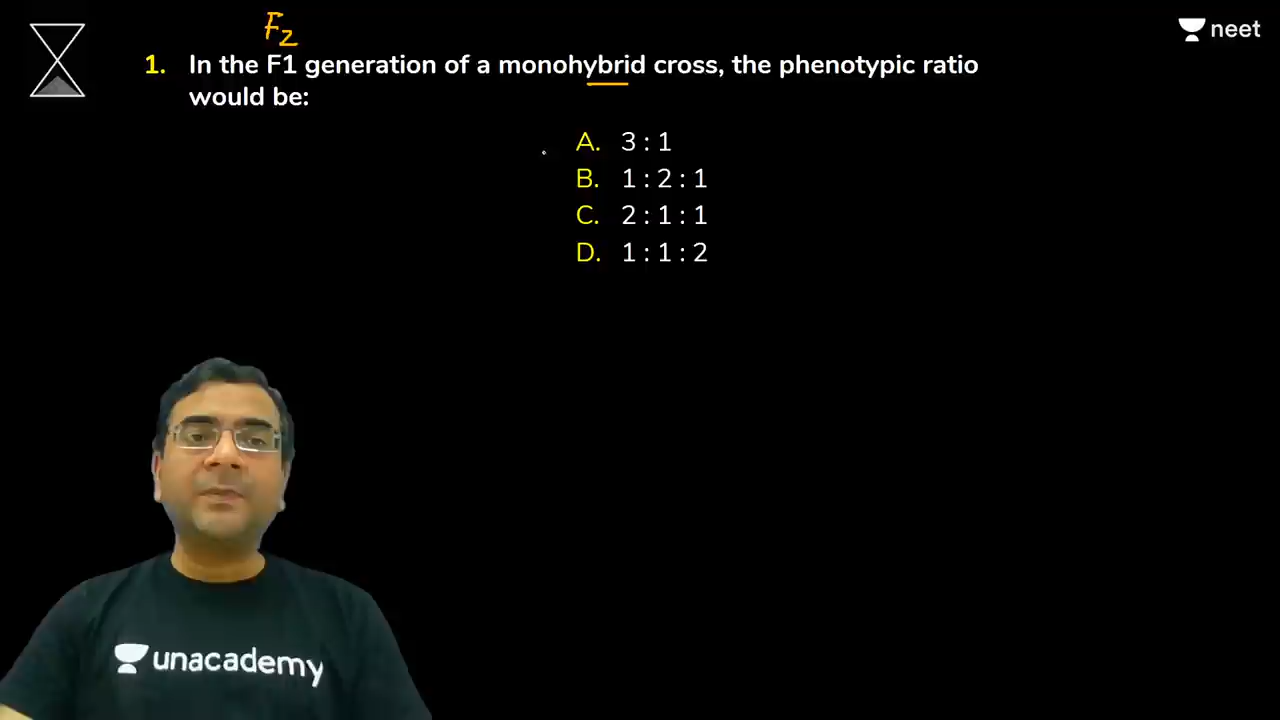 F2
neet
1. In the F1 generation of a monohybrid cross, the phenotypic ratio
would be:
A. 3 : 1
B. 1 : 2 : 1
C. 2 : 1 : 1
D. 1 : 1 : 2
unacademy